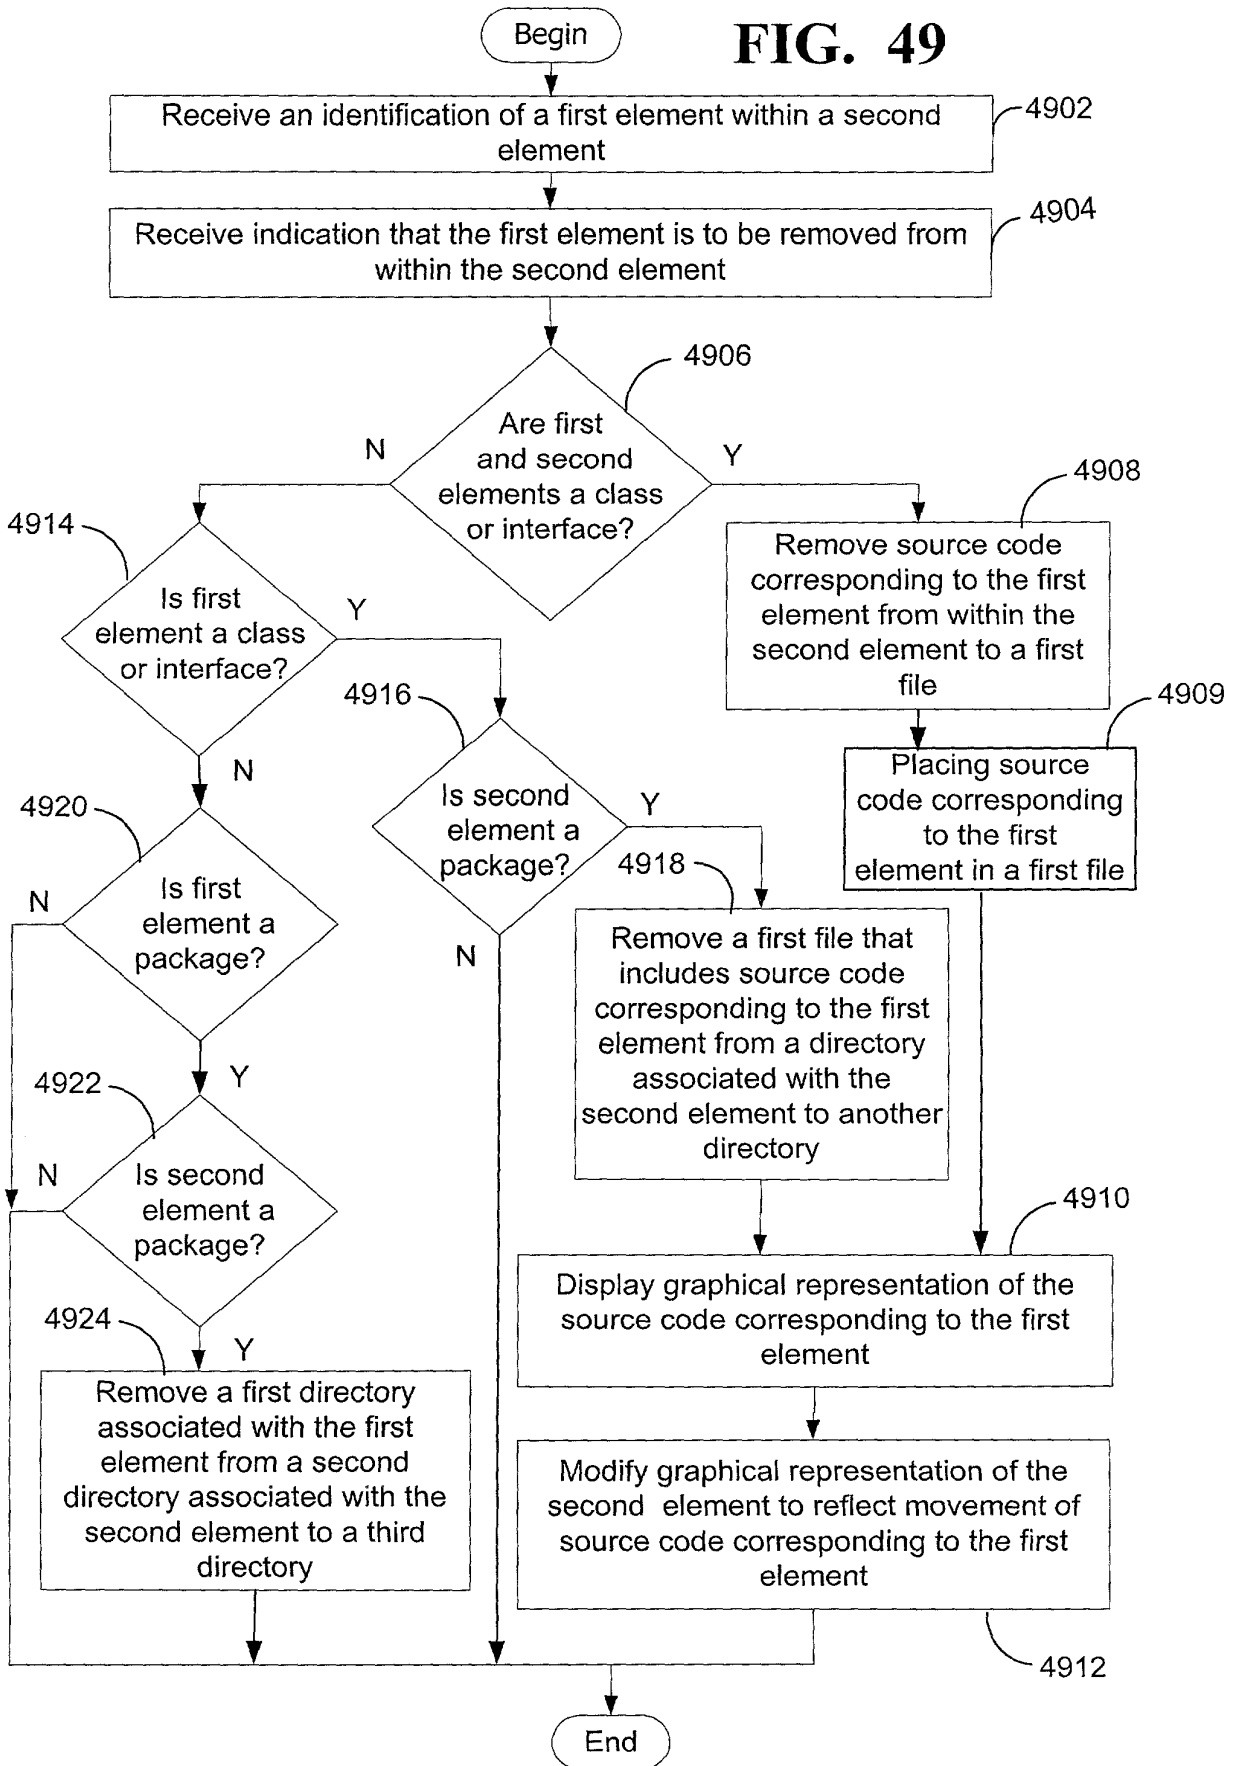 Begin
FIG. 49
Receive an identification of a first element within a second
element
4902
Receive indication that the first element is to be removed from
within the second element
4904
4906
Are first
and second
elements a class
or interface?
N
Y
4908
Remove source code
corresponding to the first
element from within the
second element to a first
file
4914
Is first
element a class
or interface?
Y
N
4909
Placing source
code corresponding
to the first
element in a first file
4916
Is second
element a
package?
Y
N
4918
Remove a first file that
includes source code
corresponding to the first
element from a directory
associated with the
second element to another
directory
4920
Is first
element a
package?
N
Y
4922
Is second
element a
package?
N
Y
4910
Display graphical representation of the
source code corresponding to the first
element
4924
Remove a first directory
associated with the first
element from a second
directory associated with the
second element to a third
directory
Modify graphical representation of the
second element to reflect movement of
source code corresponding to the first
element
4912
End